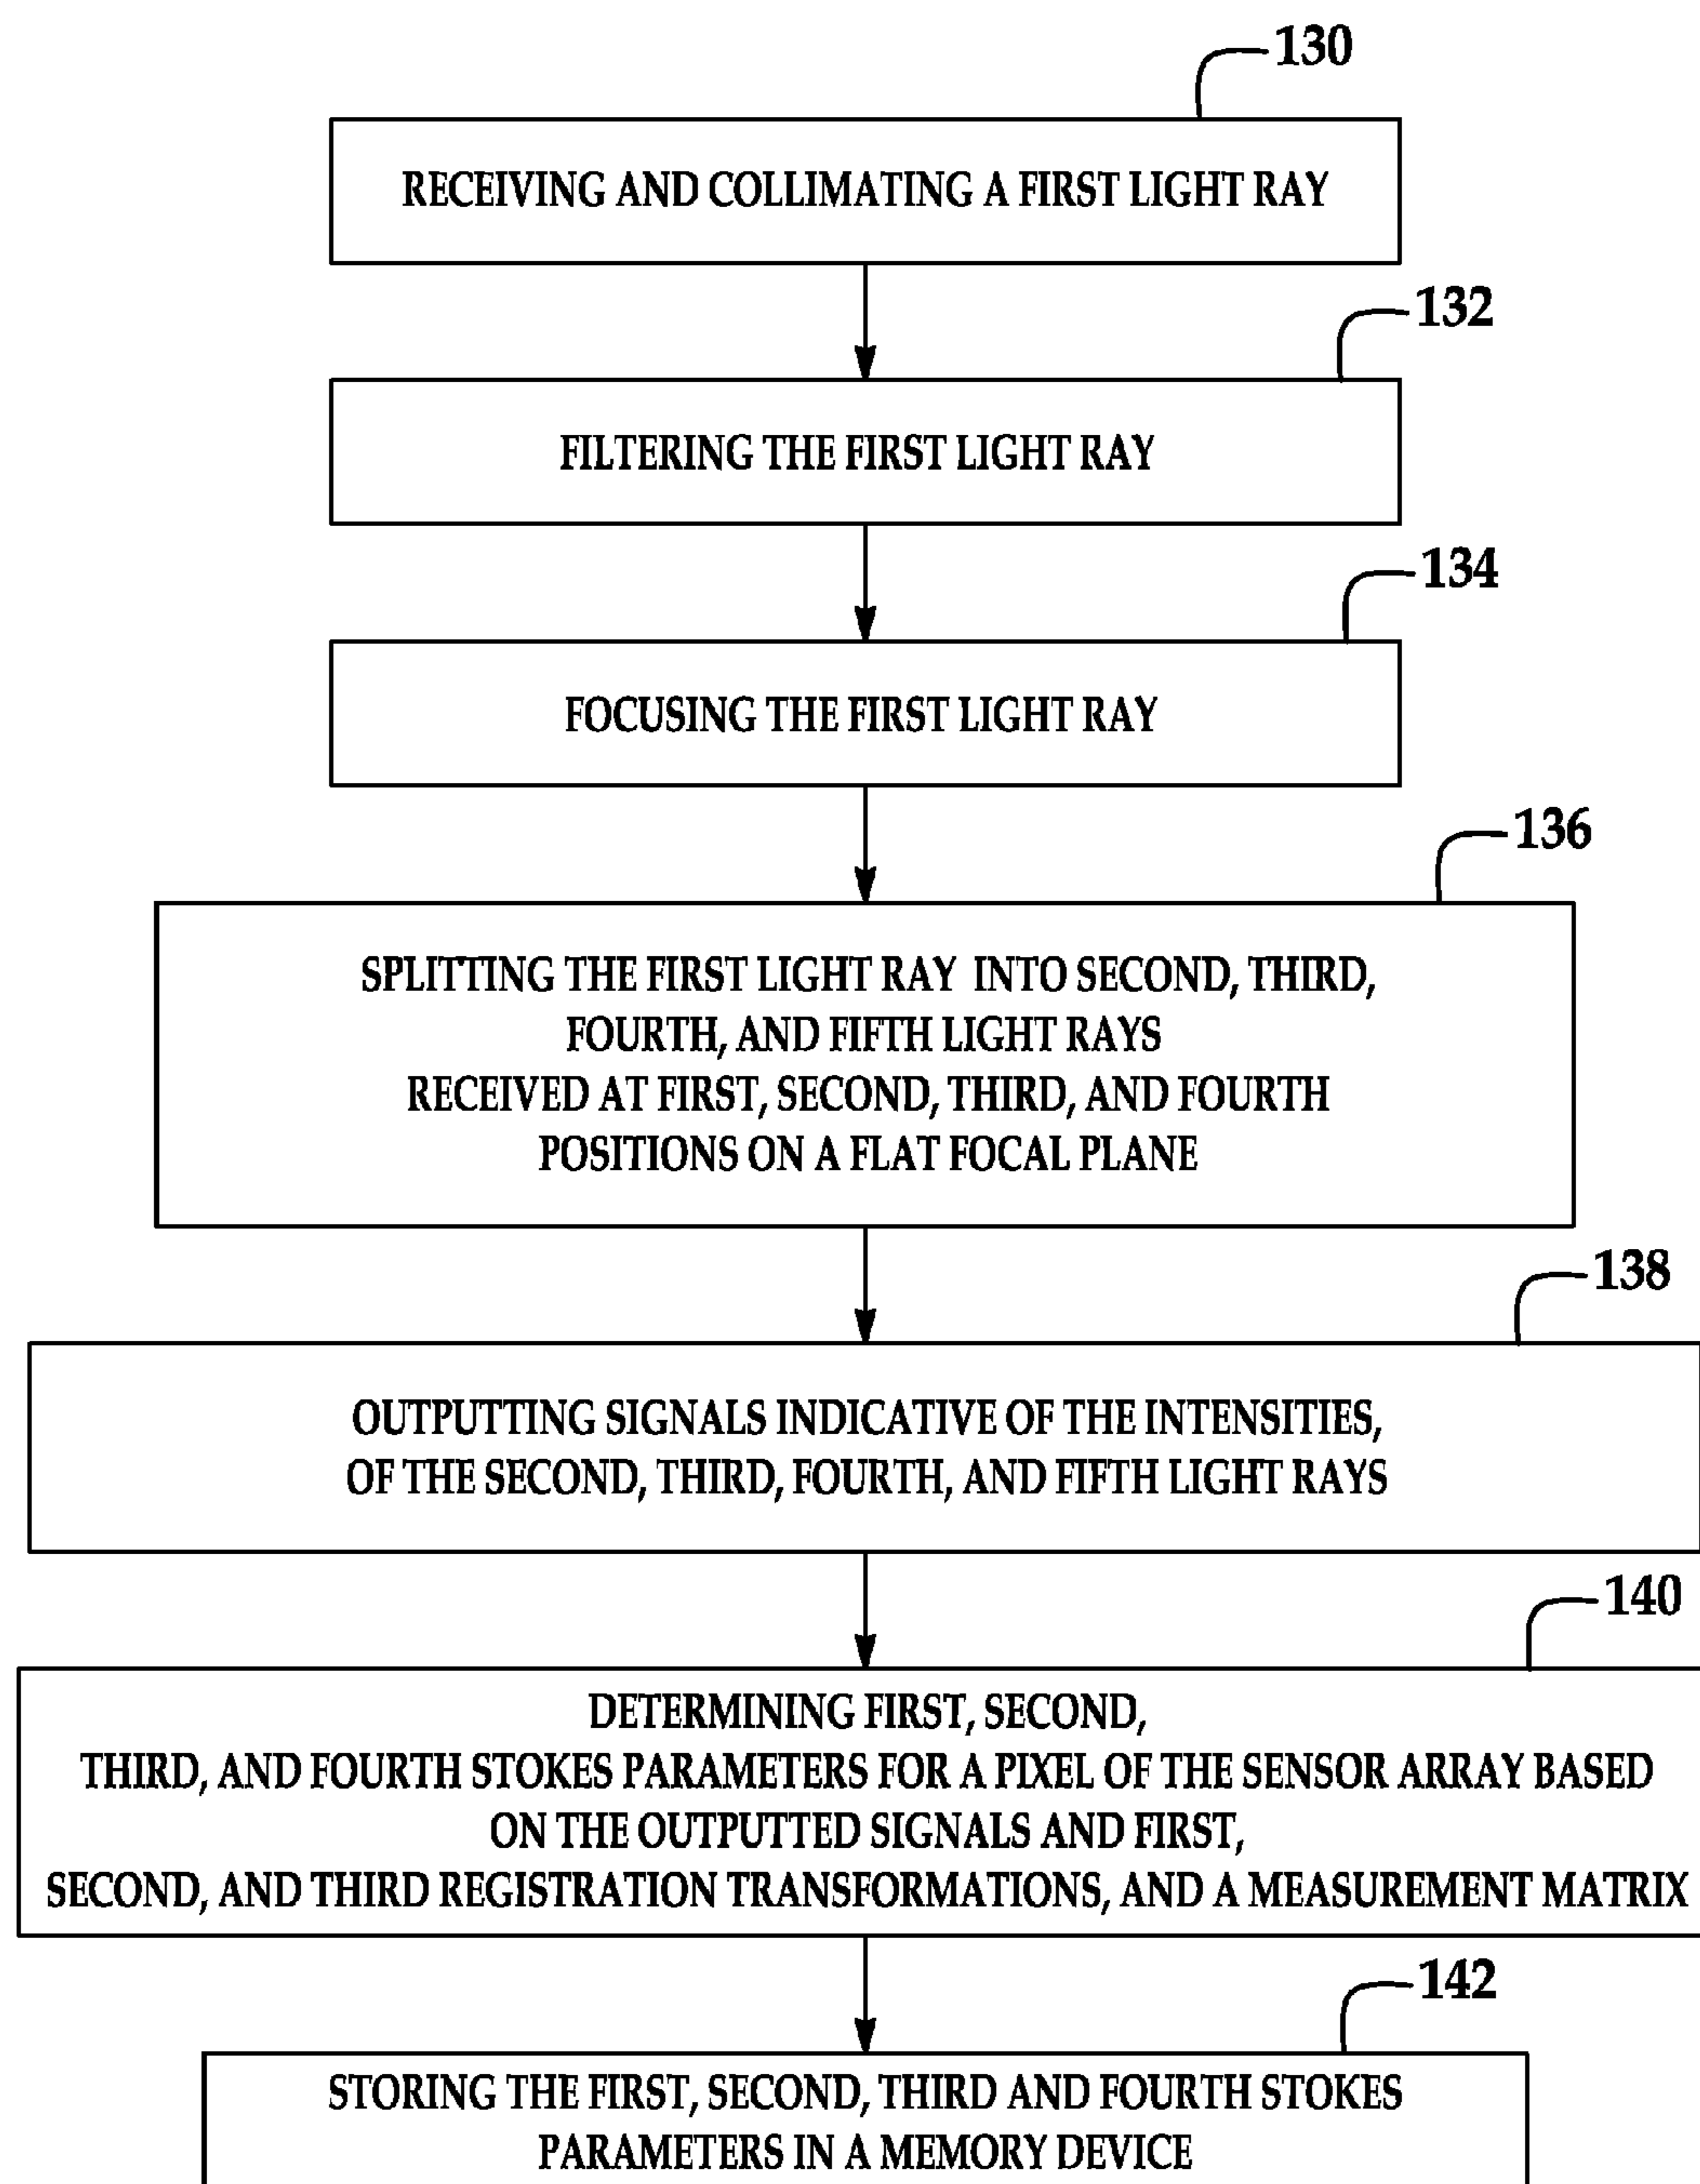 130
RECEIVING AND COLLIMATING A FIRST LIGHT RAY
132
FILTERING THE FIRST LIGHT RAY
134
FOCUSING THE FIRST LIGHT RAY
136
SPLITTING THE FIRST LIGHT RAY INTO SECOND, THIRD,
FOURTH, AND FIFTH LIGHT RAYS
RECEIVED AT FIRST, SECOND, THIRD, AND FOURTH
POSITIONS ON A FLAT FOCAL PLANE
138
OUTPUTTING SIGNALS INDICATIVE OF THE INTENSITIES,
OF THE SECOND, THIRD, FOURTH, AND FIFTH LIGHT RAYS
140
DETERMINING FIRST, SECOND,
THIRD, AND FOURTH STOKES PARAMETERS FOR A PIXEL OF THE SENSOR ARRAY BASED
ON THE OUTPUTTED SIGNALS AND FIRST,
SECOND, AND THIRD REGISTRATION TRANSFORMATIONS, AND A MEASUREMENT MATRIX
142
STORING THE FIRST, SECOND, THIRD AND FOURTH STOKES
PARAMETERS IN A MEMORY DEVICE